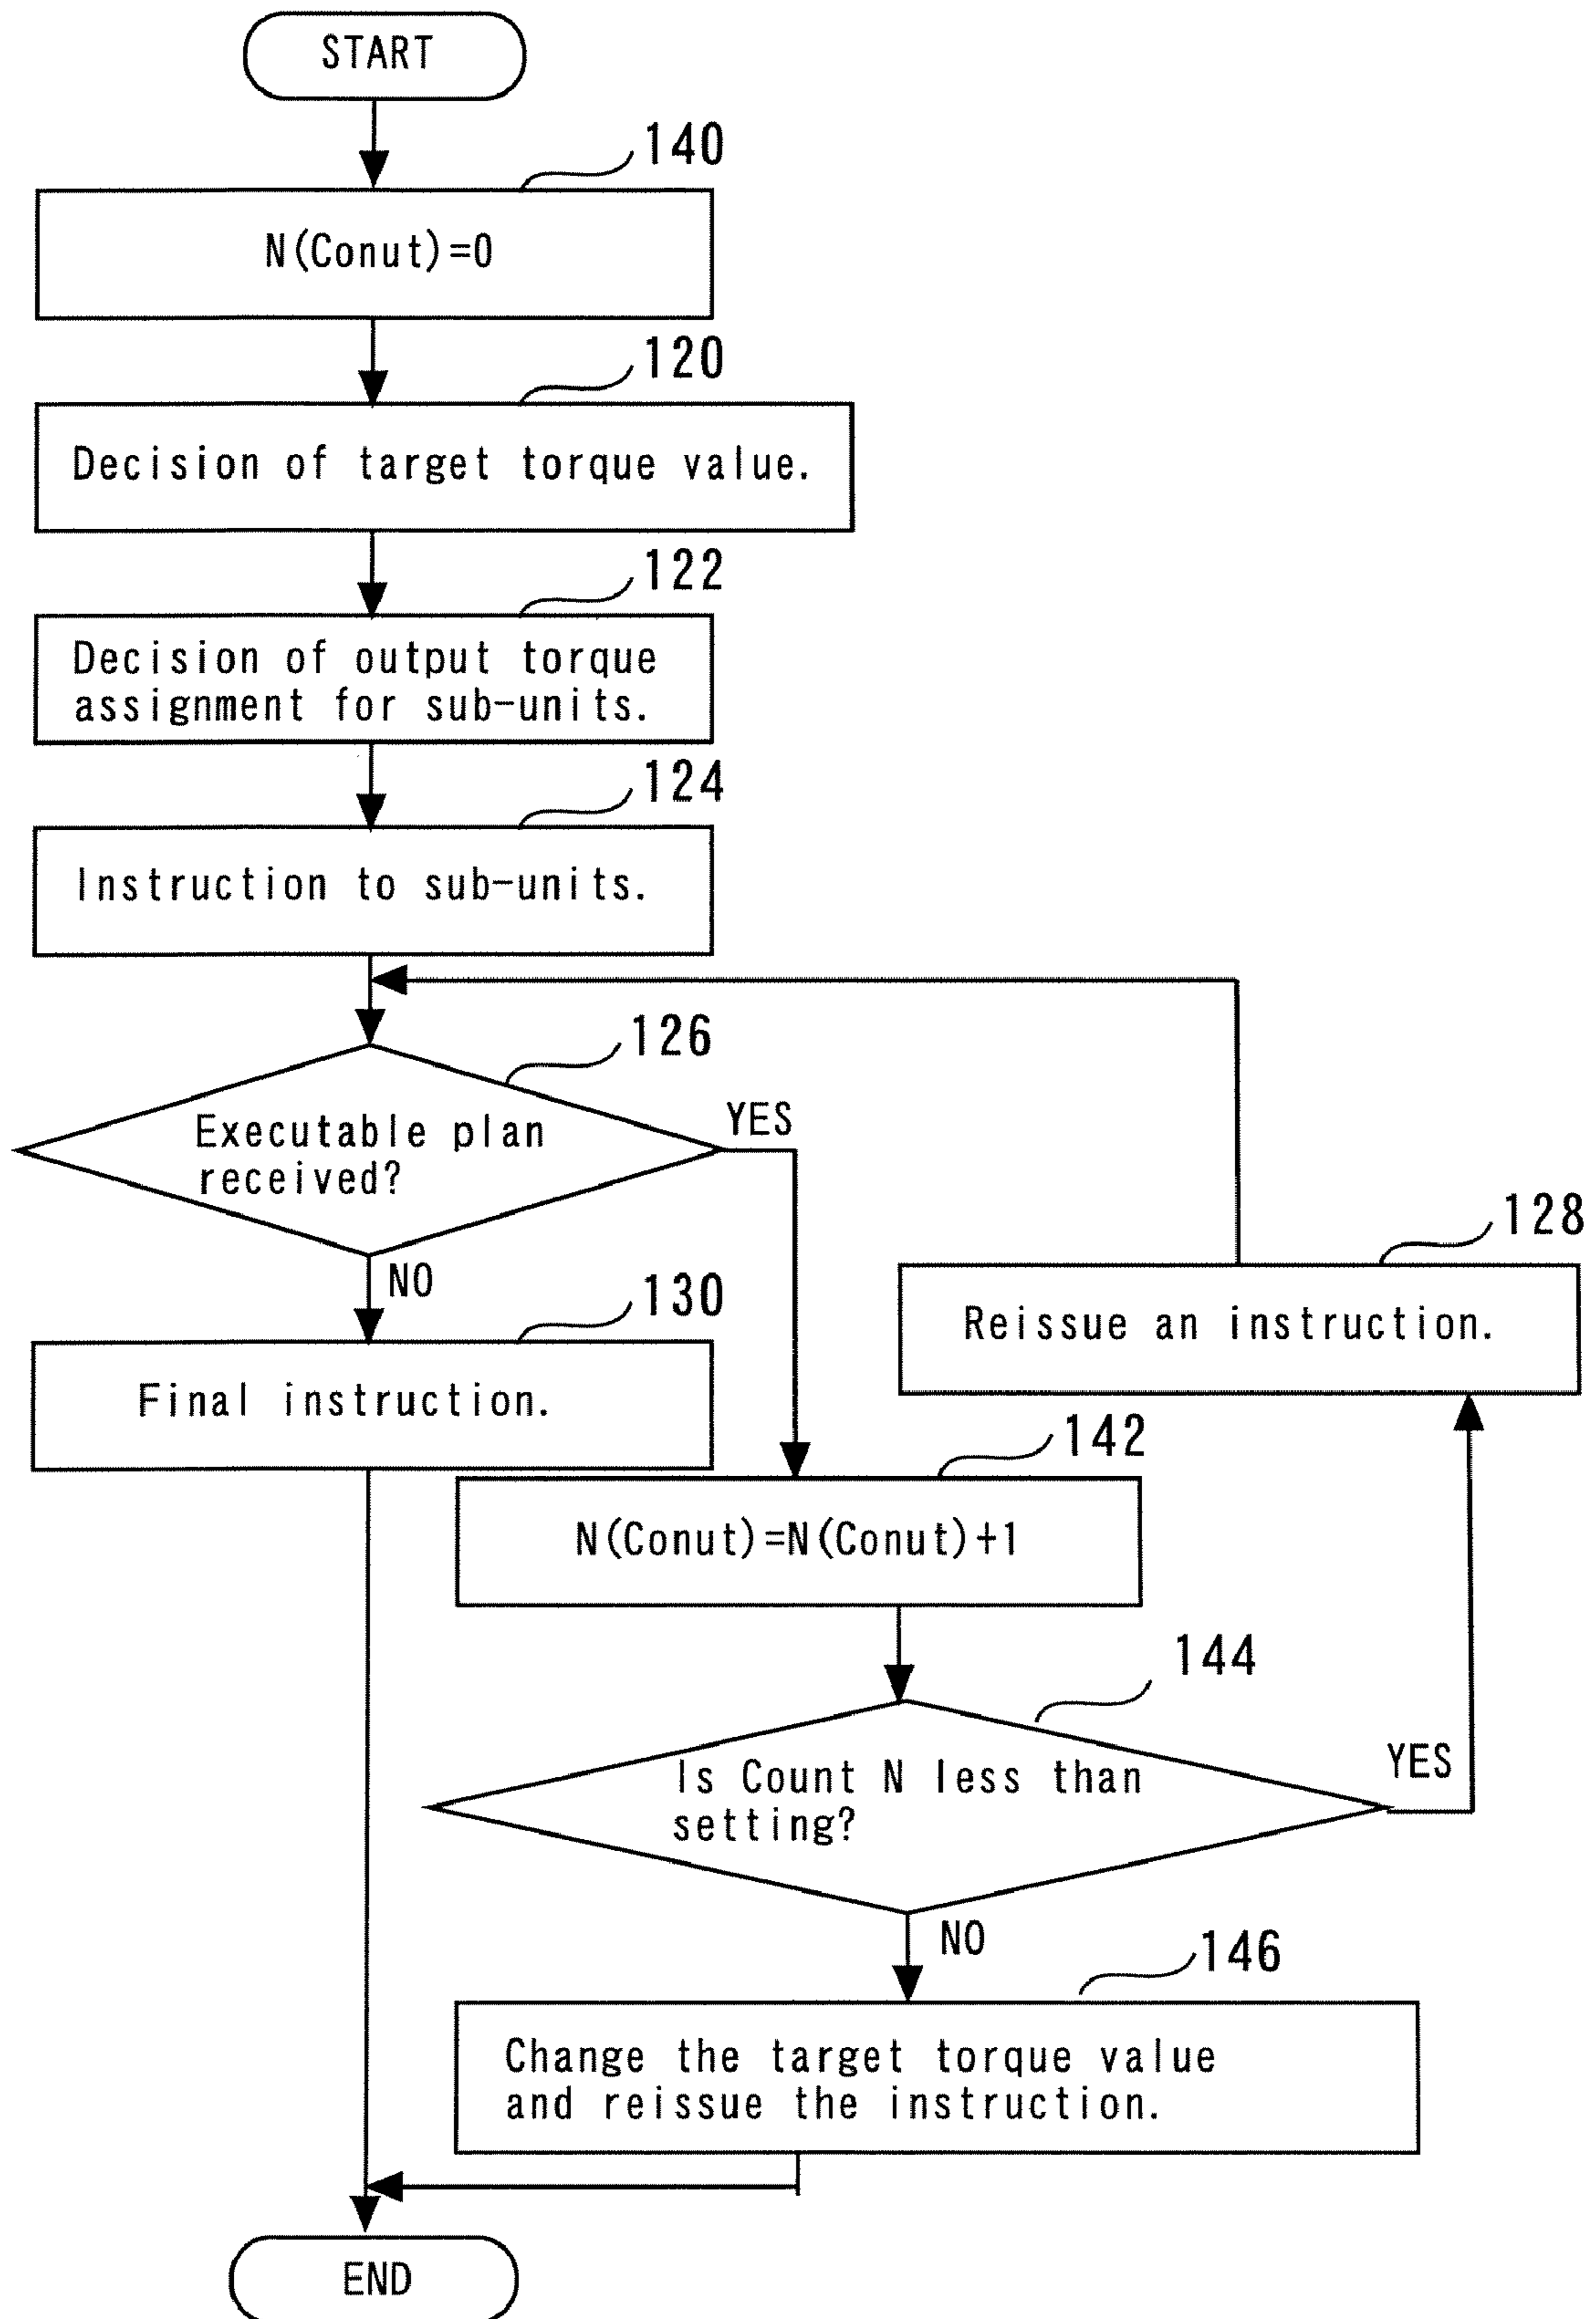 START
140
N(Conut)=0
120
Decision of target torque value.
122
Decision of output torque
assignment for sub-units.
124
Instruction to sub-units.
126
Executable plan
received?
YES
NO
128
Reissue an instruction.
130
Final instruction.
142
N(Conut)=N(Conut)+1
144
Is Count N less than
setting?
YES
NO
146
Change the target torque value
and reissue the instruction.
END